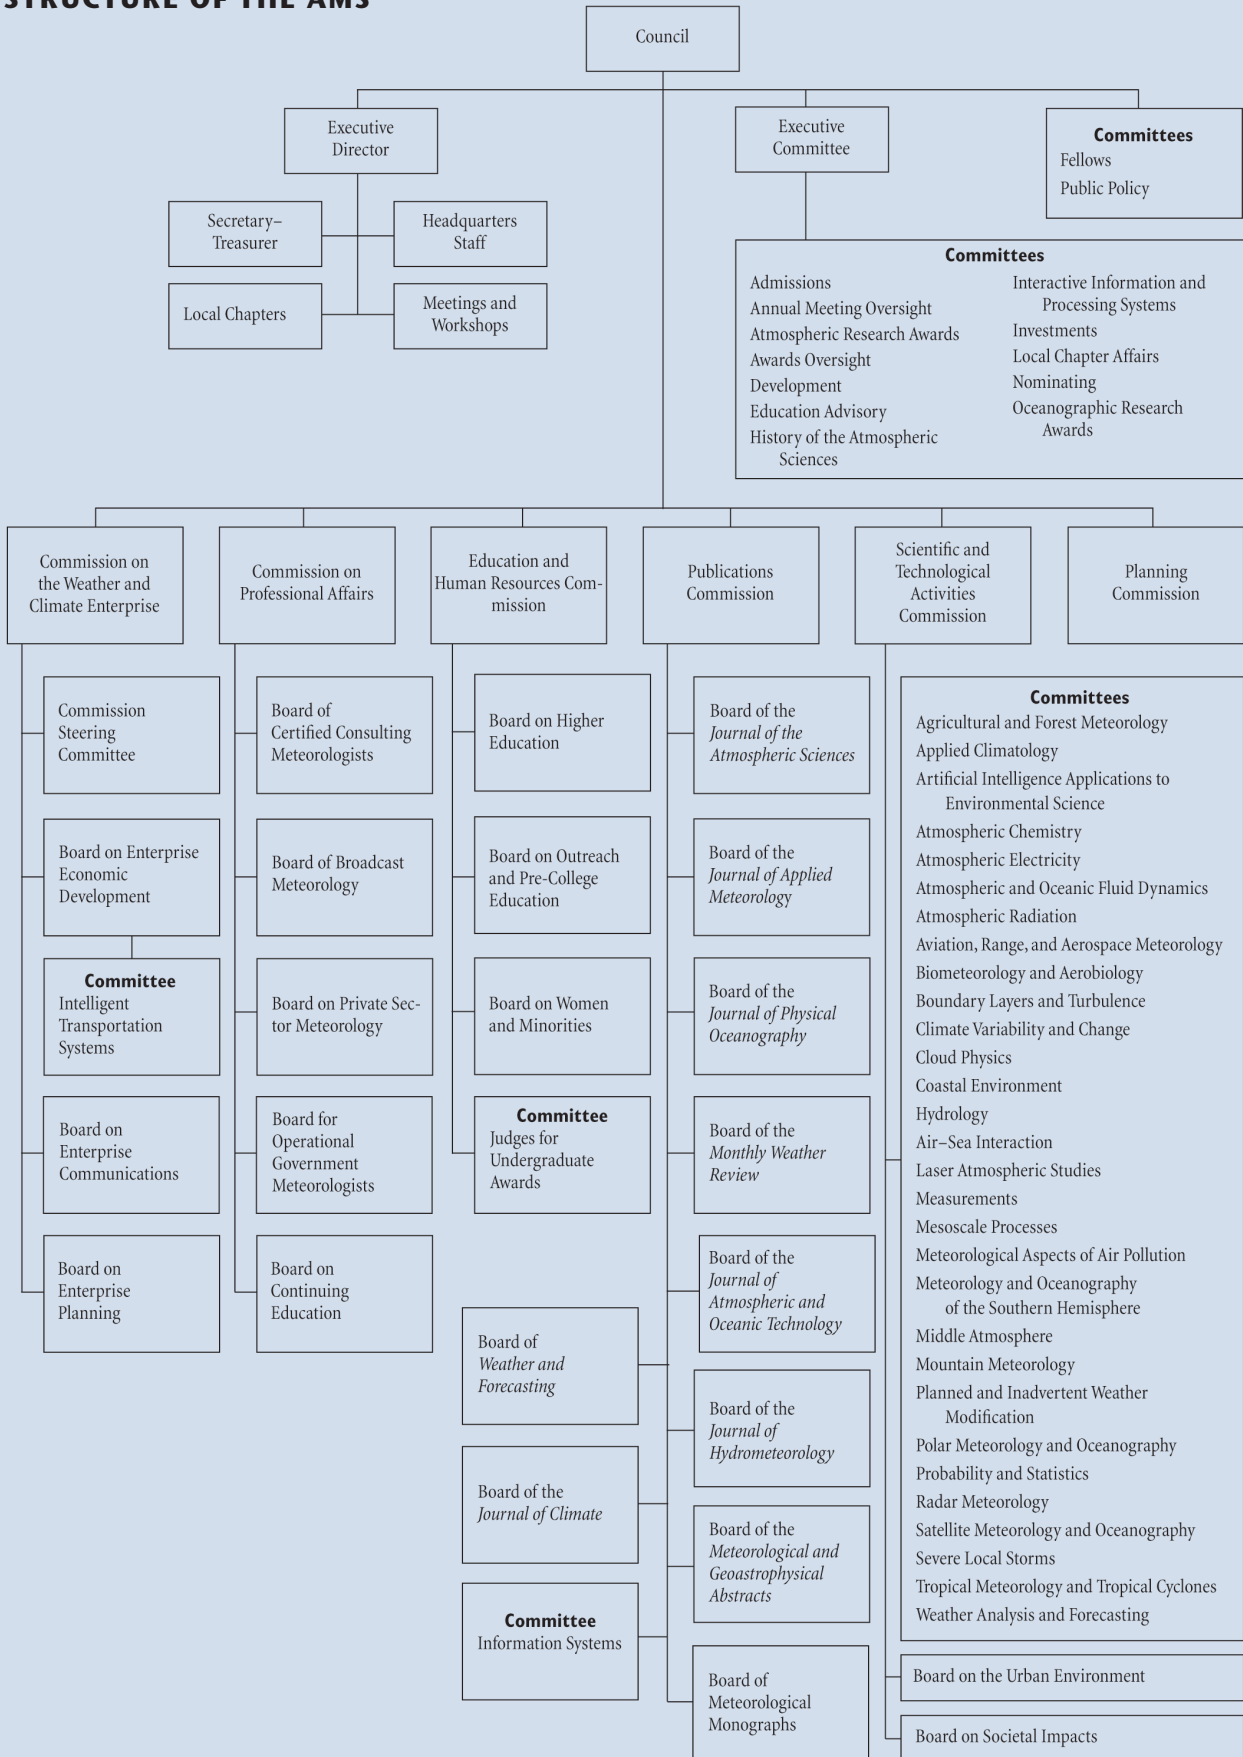 STRUCTURE OF THE AMS
Council
Executive
Director
Executive
Committee
Committees
Fellows
Public Policy
Secretary–
Treasurer
Headquarters
Staff
Local Chapters
Meetings and
Workshops
Committees
Admissions
Annual Meeting Oversight
Atmospheric Research Awards
Awards Oversight
Development
Education Advisory
History of the Atmospheric
Sciences
Interactive Information and
Processing Systems
Investments
Local Chapter Affairs
Nominating
Oceanographic Research
Awards
Commission on
the Weather and
Climate Enterprise
Commission on
Professional Affairs
Education and
Human Resources Com-
mission
Publications
Commission
Scientific and
Technological
Activities
Commission
Planning
Commission
Commission
Steering
Committee
Board on Enterprise
Economic
Development
Committee
Intelligent
Transportation
Systems
Board on
Enterprise
Communications
Board on
Enterprise
Planning
Board of
Certified Consulting
Meteorologists
Board of Broadcast
Meteorology
Board on Private Sec-
tor Meteorology
Board for
Operational
Government
Meteorologists
Board on
Continuing
Education
Board on Higher
Education
Board on Outreach
and Pre-College
Education
Board on Women
and Minorities
Committee
Judges for
Undergraduate
Awards
Board of
Weather and
Forecasting
Board of the
Journal of Climate
Committee
Information Systems
Board of the
Journal of the
Atmospheric Sciences
Board of the
Journal of Applied
Meteorology
Board of the
Journal of Physical
Oceanography
Board of the
Monthly Weather
Review
Board of the
Journal of
Atmospheric and
Oceanic Technology
Board of the
Journal of
Hydrometeorology
Board of the
Meteorological and
Geoastrophysical
Abstracts
Board of
Meteorological
Monographs
Committees
Agricultural and Forest Meteorology
Applied Climatology
Artificial Intelligence Applications to
Environmental Science
Atmospheric Chemistry
Atmospheric Electricity
Atmospheric and Oceanic Fluid Dynamics
Atmospheric Radiation
Aviation, Range, and Aerospace Meteorology
Biometeorology and Aerobiology
Boundary Layers and Turbulence
Climate Variability and Change
Cloud Physics
Coastal Environment
Hydrology
Air–Sea Interaction
Laser Atmospheric Studies
Measurements
Mesoscale Processes
Meteorological Aspects of Air Pollution
Meteorology and Oceanography
of the Southern Hemisphere
Middle Atmosphere
Mountain Meteorology
Planned and Inadvertent Weather
Modification
Polar Meteorology and Oceanography
Probability and Statistics
Radar Meteorology
Satellite Meteorology and Oceanography
Severe Local Storms
Tropical Meteorology and Tropical Cyclones
Weather Analysis and Forecasting
Board on the Urban Environment
Board on Societal Impacts